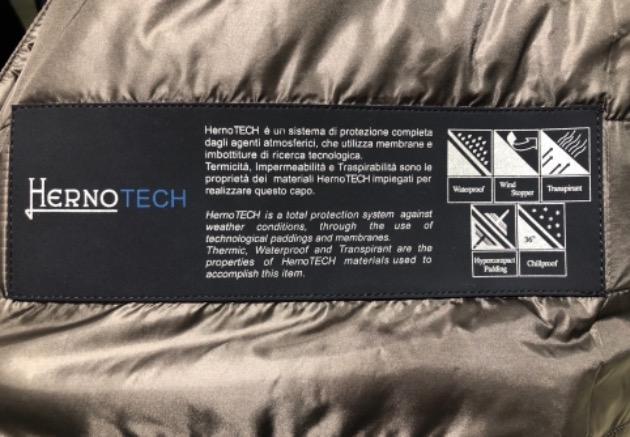 HERNOTECH
HernoTECH è un sistema di protezione completa
dagli agenti atmosferici, che utilizza membrane e
imbottiture di ricerca tecnologica.
Termicità, Impermeabilità e Traspirabilità sono le
proprietà dei materiali HernoTECH impiegati per
realizzare questo capo.
HernoTECH is a total protection system against
weather conditions, through the use of
technological paddings and membranes.
Thermic, Waterproof and Transpirant are the
properties of HernoTECH materials used to
accomplish this item.
Waterproof
Wind
Stopper
Transpirant
36°
Hypercompact
Padding
Chillproof